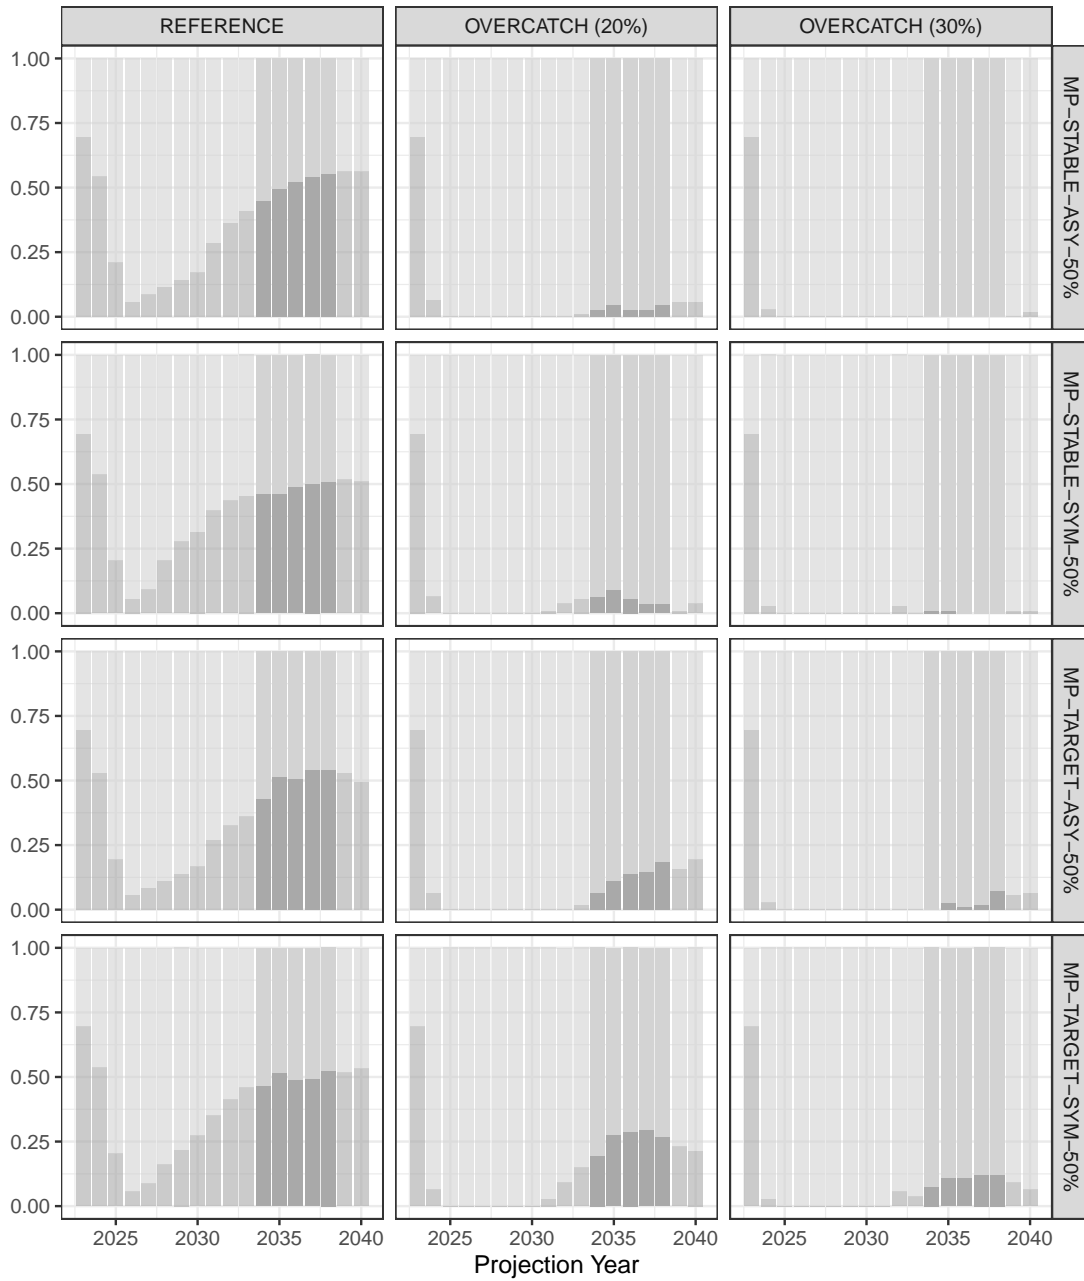 REFERENCE OVERCATCH (20%) OVERCATCH (30%)
1.00
0.75
0.50
0.25
0.00
MP−STABLE−ASY−50%
1.00
0.75
0.50
0.25
0.00
MP−STABLE−SYM−50%
1.00
0.75
0.50
0.25
0.00
MP−TARGET−ASY−50%
1.00
0.75
0.50
0.25
0.00
MP−TARGET−SYM−50%
2025 2030 2035 2040 2025 2030 2035 2040 2025 2030 2035 2040
Projection Year